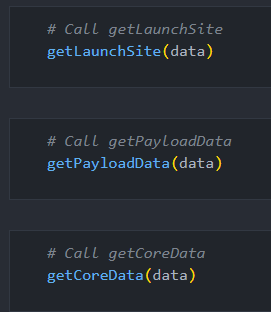 # Call getLaunchSite
getLaunchSite(data)
# Call getPayloadData
getPayloadData(data)
# Call getCoreData
getCoreData(data)